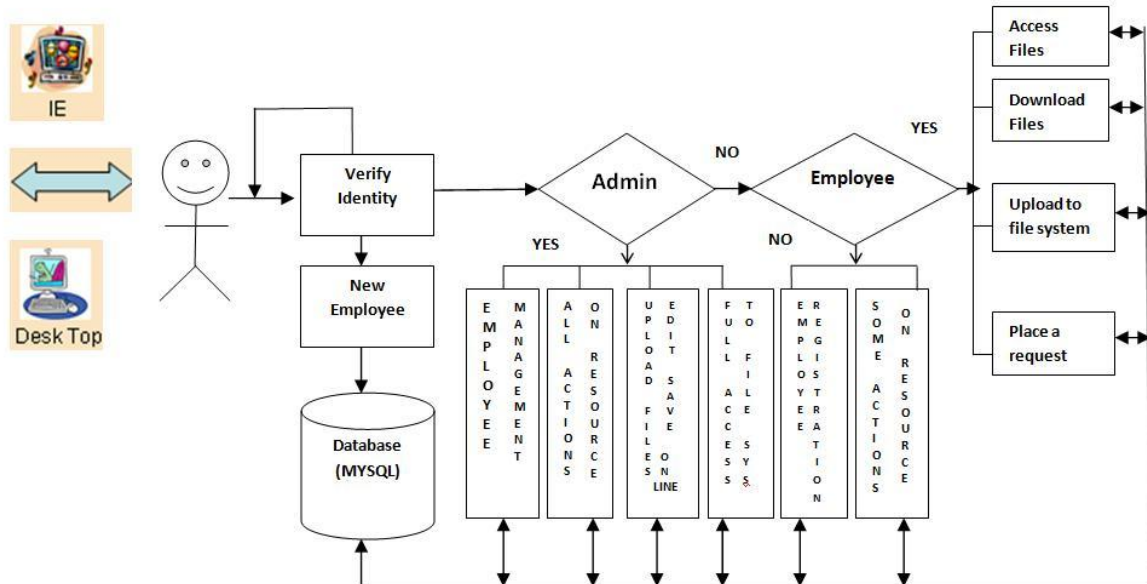 IE
Desk Top
Verify
Identity
New
Employee
Database
(MYSQL)
Admin
YES
NO
Employee
NO
YES
EMPLOYEE
MANAGEMENT
ALL ACTIONS
ON RESOURCE
UPLOAD FILES
EDIT SAVE ON
LINE
FULL ACCESS
TO FILE SYS.
EMPLOYEE
REGISTRATION
SOME ACTIONS
ON RESOURCE
Access
Files
Download
Files
Upload to
file system
Place a
request